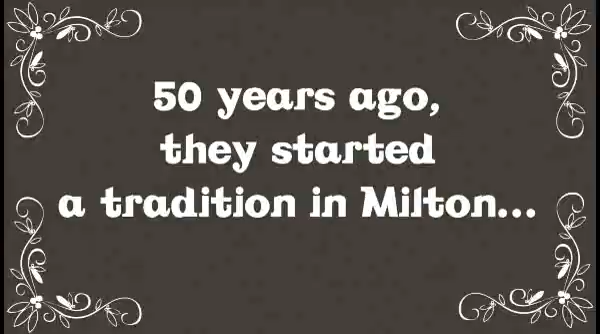 50 years ago,
they started
a tradition in Milton...